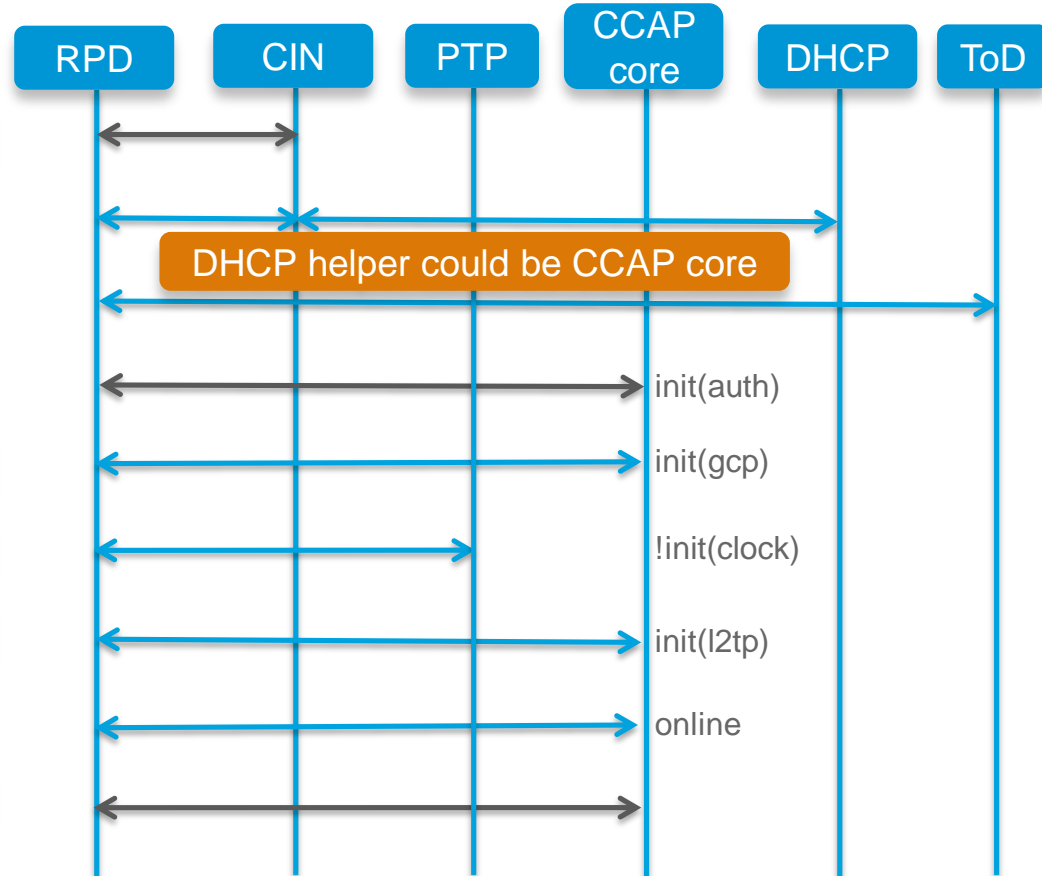 RPD
CIN
PTP
CCAP
core
DHCP
ToD
DHCP helper could be CCAP core
init(auth)
init(gcp)
!init(clock)
init(l2tp)
online